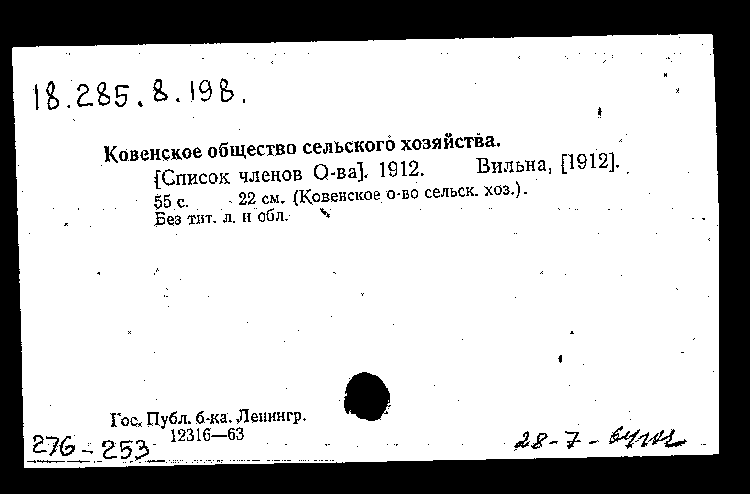 18.285.8.198.
Ковенское общество сельского хозяйства.
[Список членов О-ва]. 1912. Вильна, [1912].
55 с. 22 см. (Ковенское о-во сельск. хоз.).
Без тит. л. и обл.
Гос. Публ. б-ка. Ленингр.
12316—63
276-253
28-7-